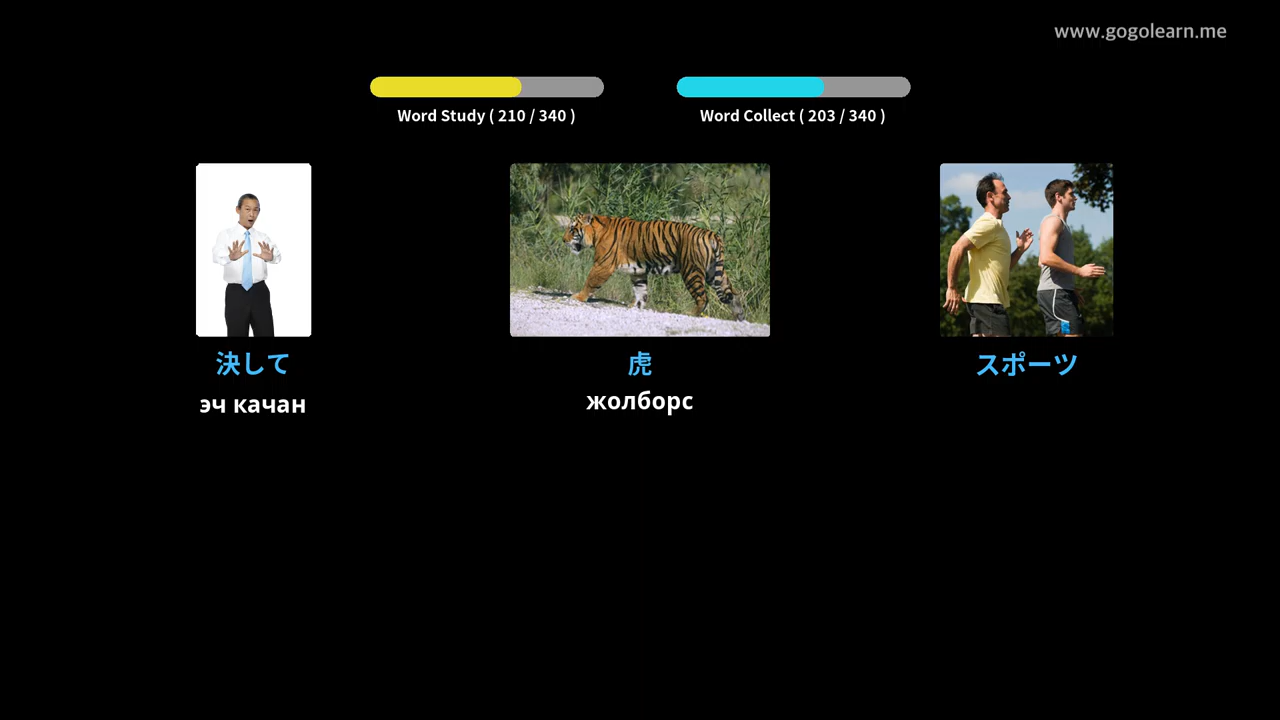 www.gogolearn.me
Word Study ( 210 / 340 )
Word Collect ( 203 / 340 )
決して
虎
スポーツ
эч качан
жолборс